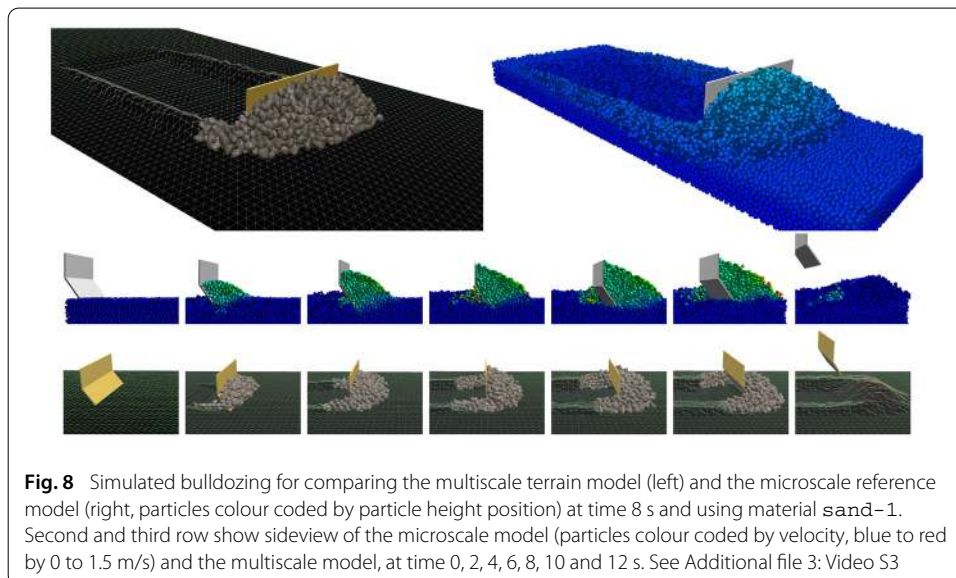 Fig. 8 Simulated bulldozing for comparing the multiscale terrain model (left) and the microscale reference
model (right, particles colour coded by particle height position) at time 8 s and using material sand-1.
Second and third row show sideview of the microscale model (particles colour coded by velocity, blue to red
by 0 to 1.5 m/s) and the multiscale model, at time 0, 2, 4, 6, 8, 10 and 12 s. See Additional file 3: Video S3